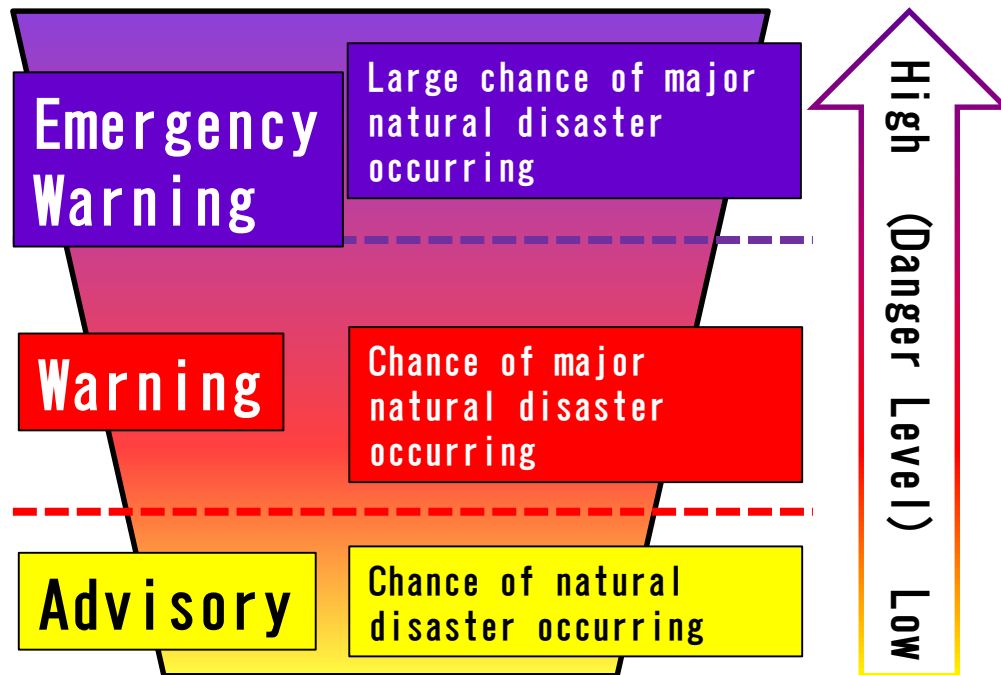 Emergency
Warning
Large chance of major
natural disaster
occurring
Warning
Chance of major
natural disaster
occurring
Advisory
Chance of natural
disaster occurring
High (Danger Level) Low